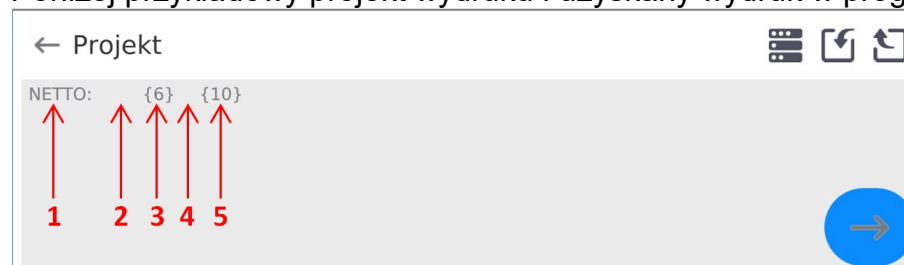 Poniżej przykładowy projekt wydruku i uzyskany wydruk w prog
← Projekt
NETTO: {6} {10}
1 2 3 4 5